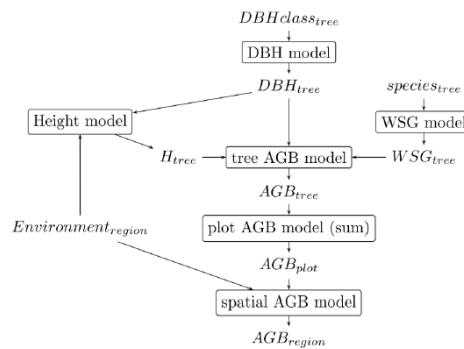 DBHclass_tree
DBH model
DBH_tree
species_tree
Height model
WSG model
H_tree
tree AGB model
WSG_tree
AGB_tree
Environment_region
plot AGB model (sum)
AGB_plot
spatial AGB model
AGB_region